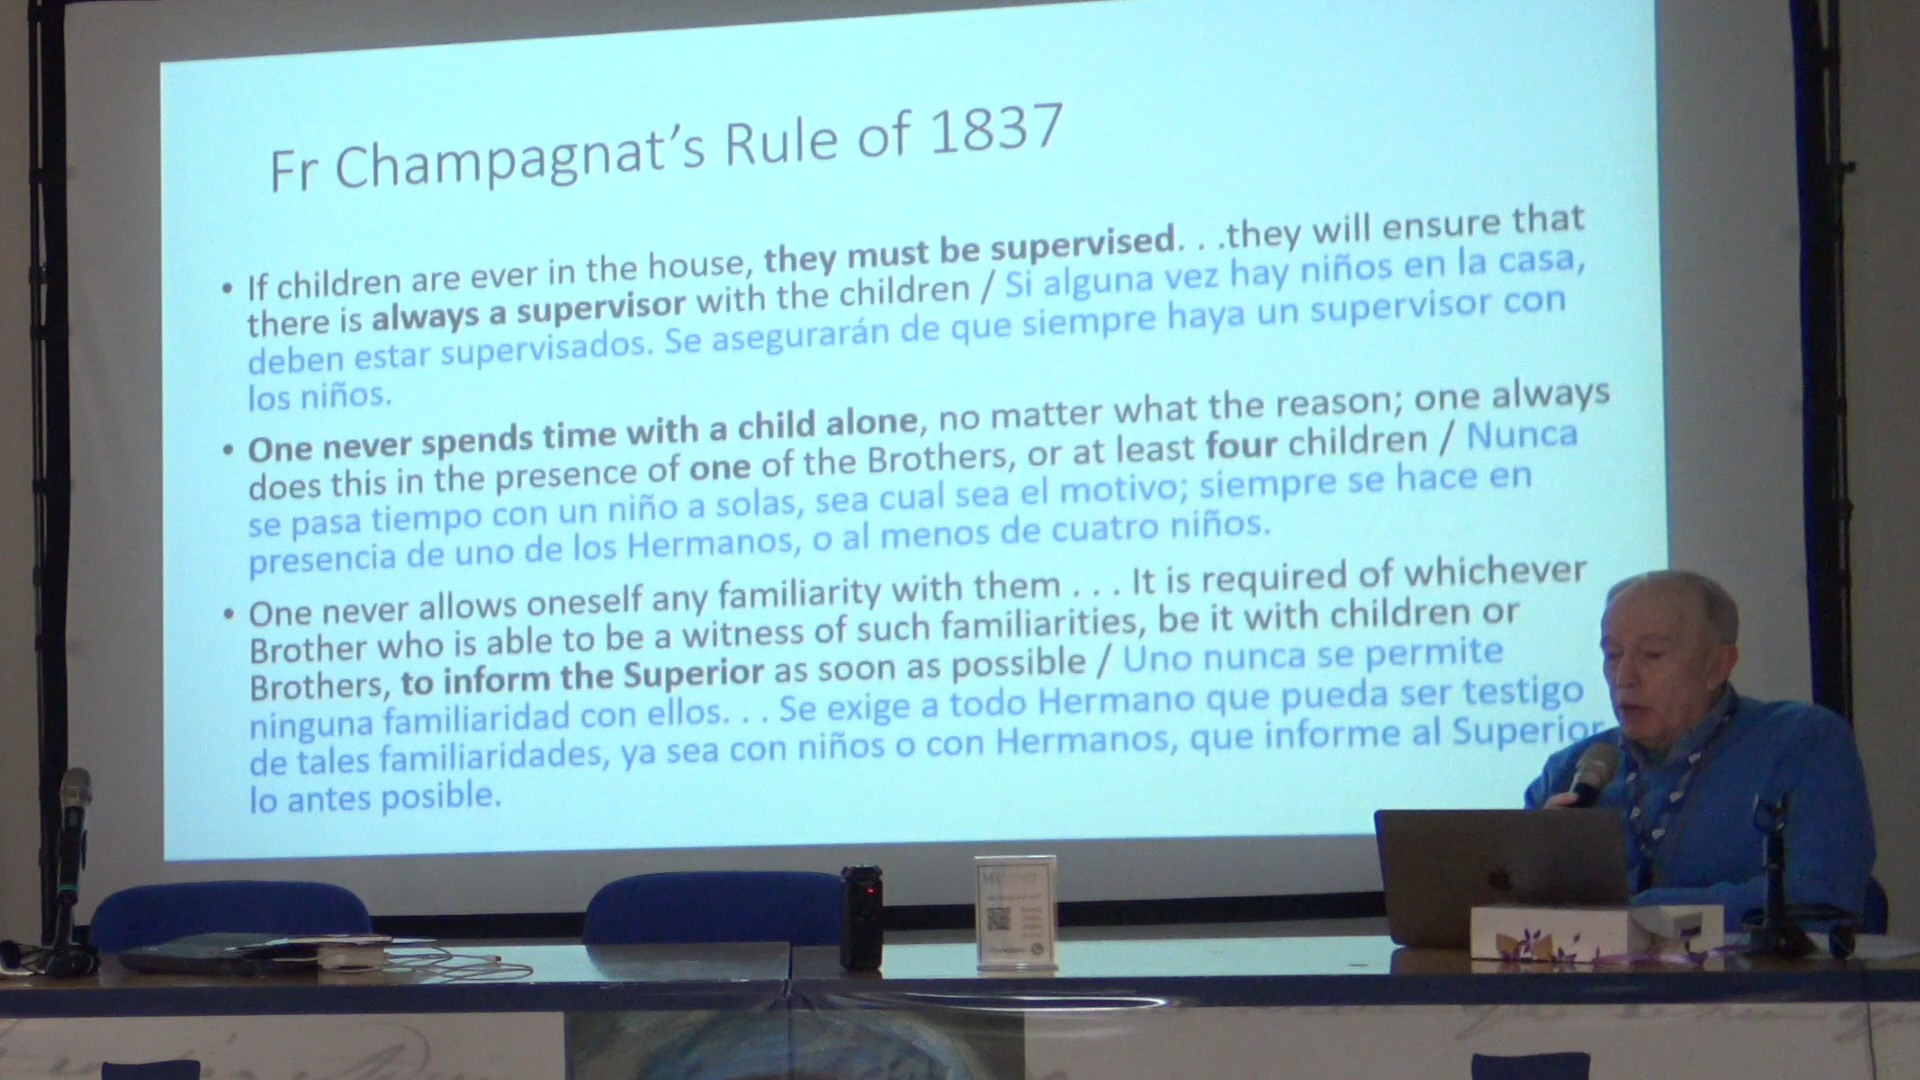 Fr Champagnat's Rule of 1837
• If children are ever in the house, they must be supervised. . .they will ensure that
there is always a supervisor with the children / Si alguna vez hay niños en la casa,
deben estar supervisados. Se asegurarán de que siempre haya un supervisor con
los niños.
• One never spends time with a child alone, no matter what the reason; one always
does this in the presence of one of the Brothers, or at least four children / Nunca
se pasa tiempo con un niño a solas, sea cual sea el motivo; siempre se hace en
presencia de uno de los Hermanos, o al menos de cuatro niños.
• One never allows oneself any familiarity with them . . . It is required of whichever
Brother who is able to be a witness of such familiarities, be it with children or
Brothers, to inform the Superior as soon as possible / Uno nunca se permite
ninguna familiaridad con ellos. . . Se exige a todo Hermano que pueda ser testigo
de tales familiaridades, ya sea con niños o con Hermanos, que informe al Superior
lo antes posible.